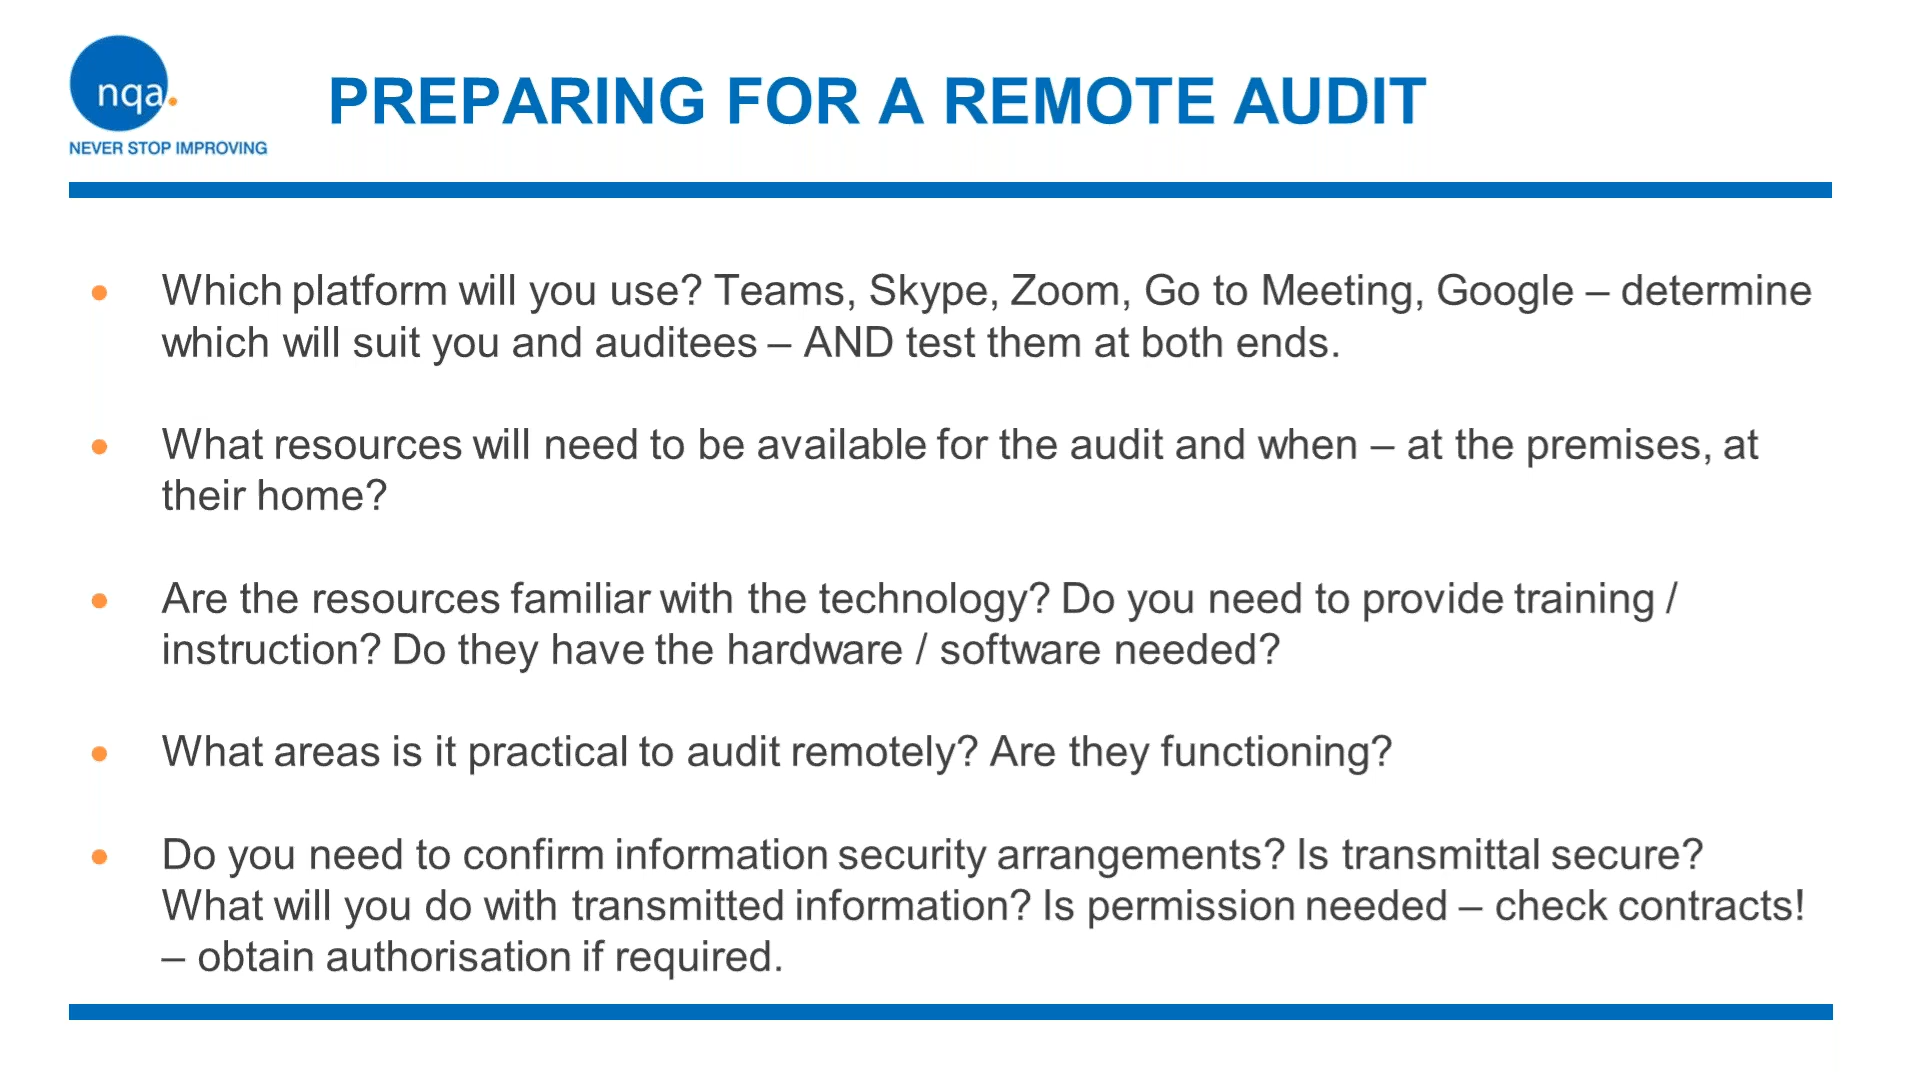 nqa.
NEVER STOP IMPROVING
PREPARING FOR A REMOTE AUDIT
Which platform will you use? Teams, Skype, Zoom, Go to Meeting, Google – determine
which will suit you and auditees – AND test them at both ends.
What resources will need to be available for the audit and when – at the premises, at
their home?
Are the resources familiar with the technology? Do you need to provide training /
instruction? Do they have the hardware / software needed?
What areas is it practical to audit remotely? Are they functioning?
Do you need to confirm information security arrangements? Is transmittal secure?
What will you do with transmitted information? Is permission needed – check contracts!
– obtain authorisation if required.